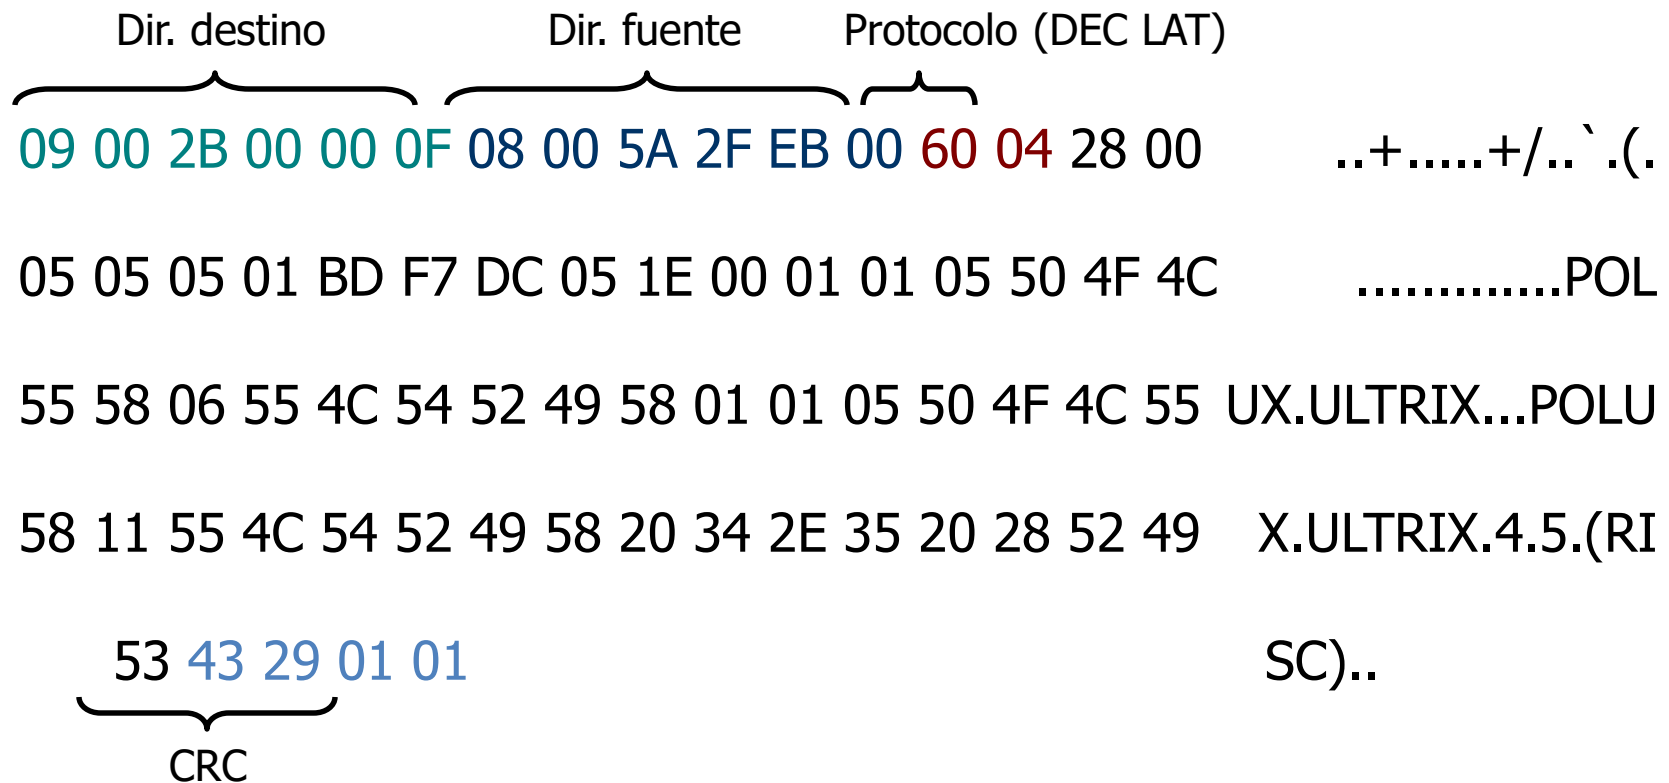 Dir. destino Dir. fuente Protocolo (DEC LAT)
09 00 2B 00 00 0F 08 00 5A 2F EB 00 60 04 28 00 ..+.....+/..`.(.
05 05 05 01 BD F7 DC 05 1E 00 01 01 05 50 4F 4C .............POL
55 58 06 55 4C 54 52 49 58 01 01 05 50 4F 4C 55 UX.ULTRIX...POLU
58 11 55 4C 54 52 49 58 20 34 2E 35 20 28 52 49 X.ULTRIX.4.5.(RI
53 43 29 01 01 SC)..
CRC